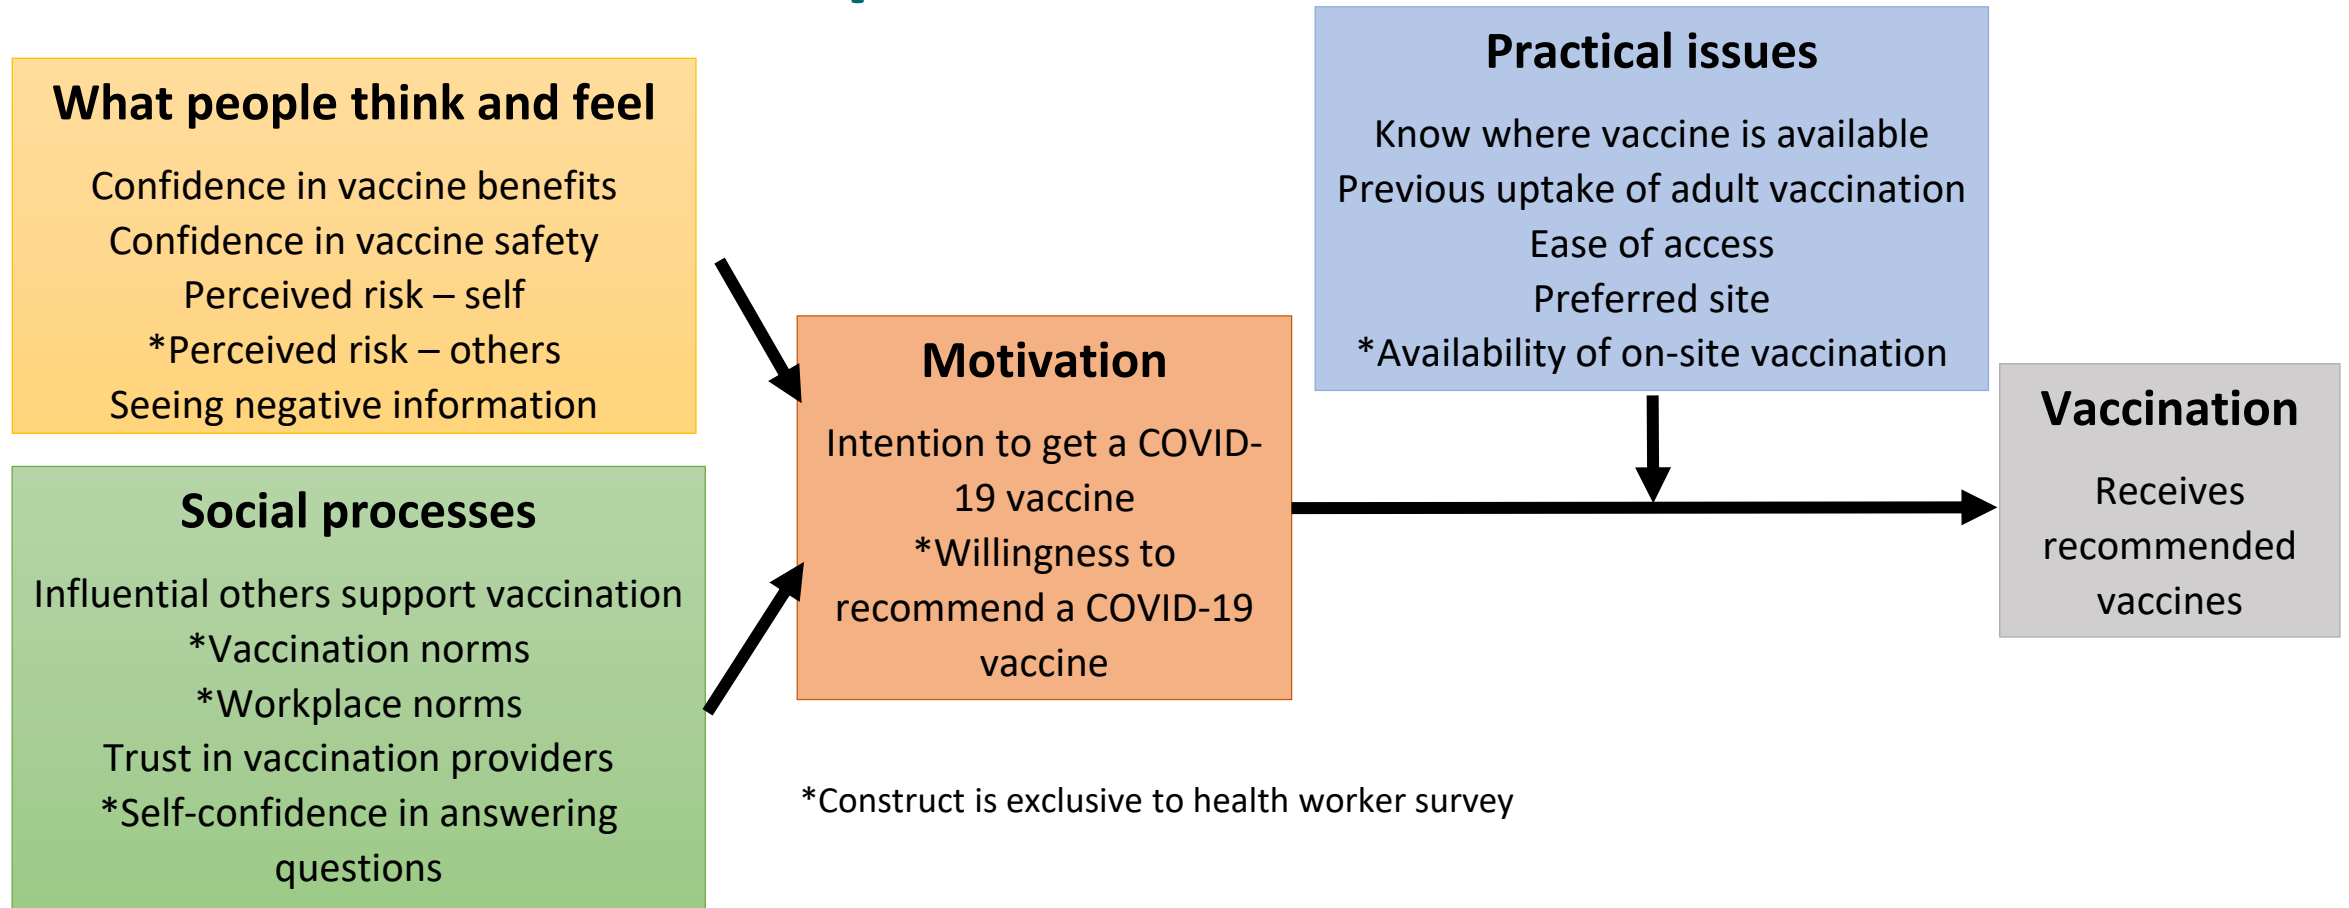 What people think and feel
Confidence in vaccine benefits
Confidence in vaccine safety
Perceived risk – self
*Perceived risk – others
Seeing negative information
Social processes
Influential others support vaccination
*Vaccination norms
*Workplace norms
Trust in vaccination providers
*Self-confidence in answering
questions
Motivation
Intention to get a COVID-
19 vaccine
*Willingness to
recommend a COVID-19
vaccine
Practical issues
Know where vaccine is available
Previous uptake of adult vaccination
Ease of access
Preferred site
*Availability of on-site vaccination
Vaccination
Receives
recommended
vaccines
*Construct is exclusive to health worker survey